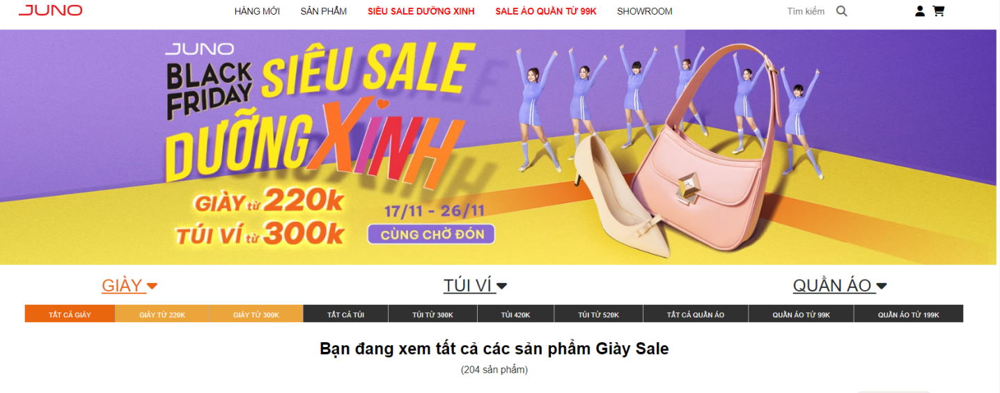 JUNO
HÀNG MỚI SẢN PHẨM SIÊU SALE DƯỠNG XINH SALE ÁO QUẦN TỪ 99K SHOWROOM Tìm kiếm
JUNO
BLACK FRIDAY SIÊU SALE
DƯỠNG XINH
GIÀY từ 220k
TÚI VÍ từ 300k
17/11 - 26/11
CÙNG CHỜ ĐÓN
GIÀY TÚI VÍ QUẦN ÁO
TẤT CẢ GIÀY GIÀY TỪ 220K GIÀY TỪ 300K TẤT CẢ TÚI TÚI TỪ 300K TÚI 420K TÚI TỪ 520K TẤT CẢ QUẦN ÁO QUẦN ÁO TỪ 99K QUẦN ÁO TỪ 199K
Bạn đang xem tất cả các sản phẩm Giày Sale
(204 sản phẩm)